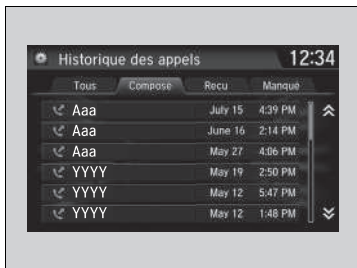 Historique des appels 12:34
Tous Compose Recu Manque
Aaa July 15 4:39 PM
Aaa June 16 2:14 PM
Aaa May 27 4:06 PM
YYYY May 19 2:50 PM
YYYY May 12 5:47 PM
YYYY May 12 1:48 PM